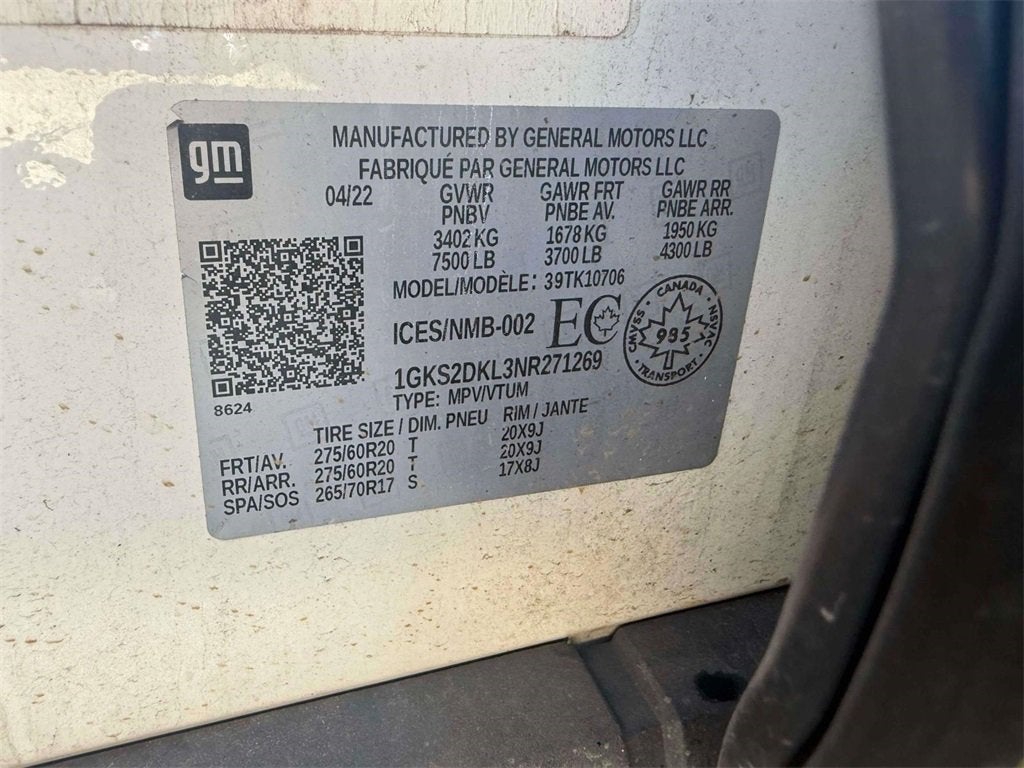 gm
MANUFACTURED BY GENERAL MOTORS LLC
FABRIQUÉ PAR GENERAL MOTORS LLC
04/22 GVWR GAWR FRT GAWR RR
PNBV PNBE AV. PNBE ARR.
3402 KG 1678 KG 1950 KG
7500 LB 3700 LB 4300 LB
MODEL/MODÈLE: 39TK10706
ICES/NMB-002 EC
CANADA
NSVAC
TRANSPORT
CMVSS
985
1GKS2DKL3NR271269
TYPE: MPV/VTUM
8624
TIRE SIZE / DIM. PNEU RIM / JANTE
FRT/AV. 275/60R20 T 20X9J
RR/ARR. 275/60R20 T 20X9J
SPA/SOS 265/70R17 S 17X8J